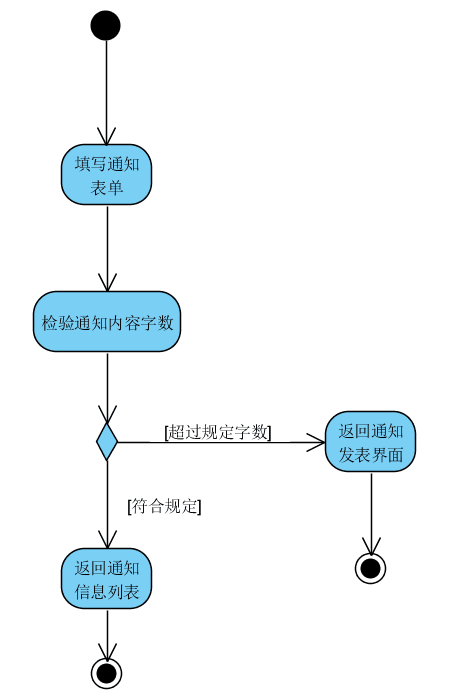 填写通知
表单
检验通知内容字数
[超过规定字数]
返回通知
发表界面
[符合规定]
返回通知
信息列表